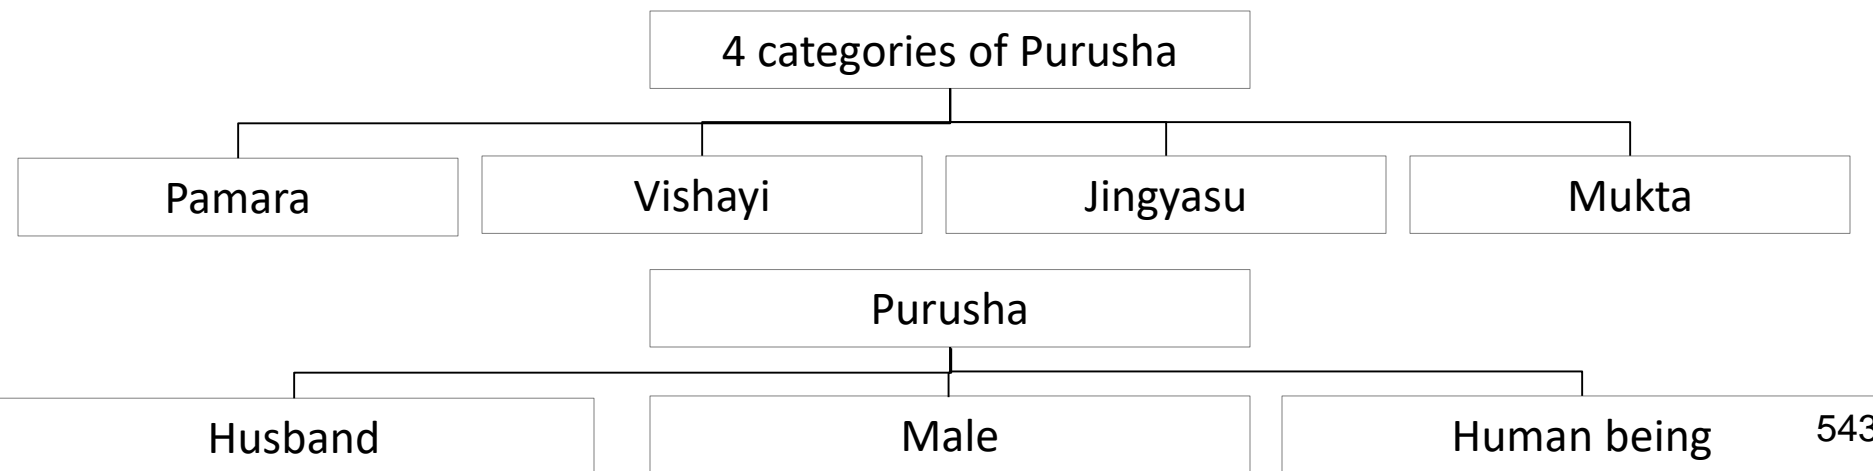 4 categories of Purusha
Pamara
Vishayi
Jingyasu
Mukta
Purusha
Husband
Male
Human being
543